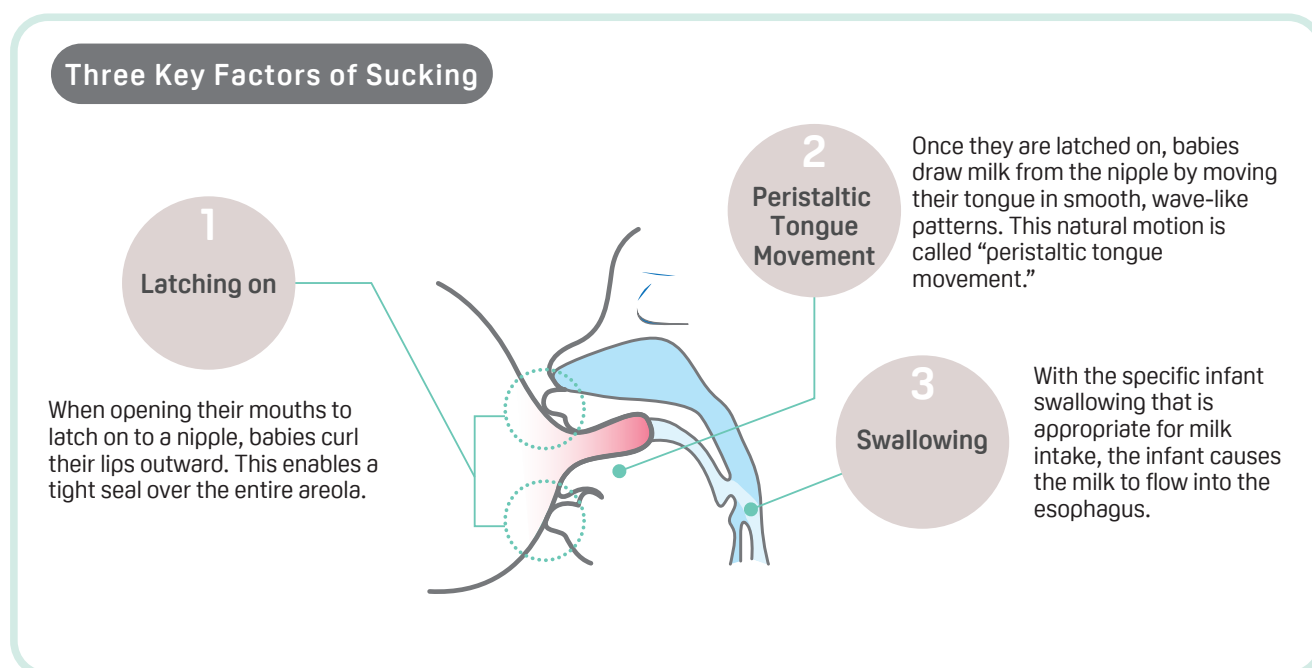 Three Key Factors of Sucking
1
Latching on
When opening their mouths to
latch on to a nipple, babies curl
their lips outward. This enables a
tight seal over the entire areola.
2
Peristaltic
Tongue
Movement
Once they are latched on, babies
draw milk from the nipple by moving
their tongue in smooth, wave-like
patterns. This natural motion is
called “peristaltic tongue
movement.”
3
Swallowing
With the specific infant
swallowing that is
appropriate for milk
intake, the infant causes
the milk to flow into the
esophagus.